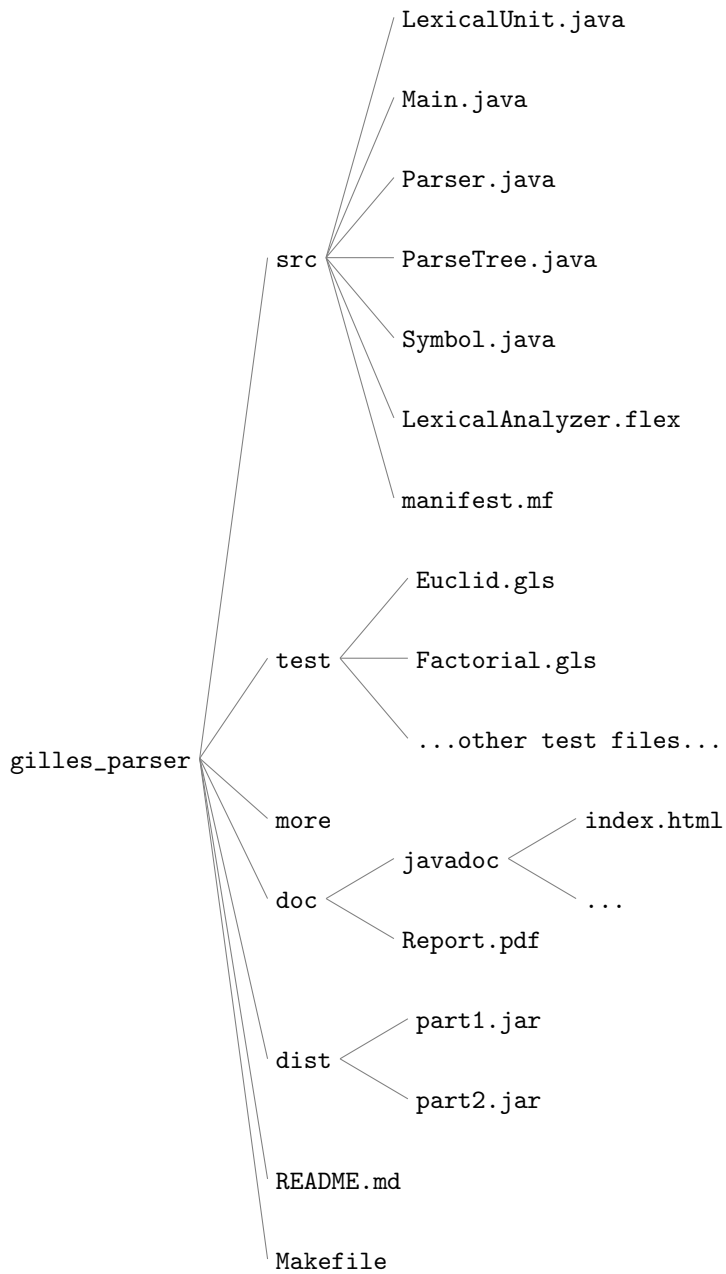 LexicalUnit.java
Main.java
Parser.java
src
ParseTree.java
Symbol.java
LexicalAnalyzer.flex
manifest.mf
Euclid.gls
test
Factorial.gls
...other test files...
gilles_parser
more
index.html
javadoc
doc
...
Report.pdf
part1.jar
dist
part2.jar
README.md
Makefile